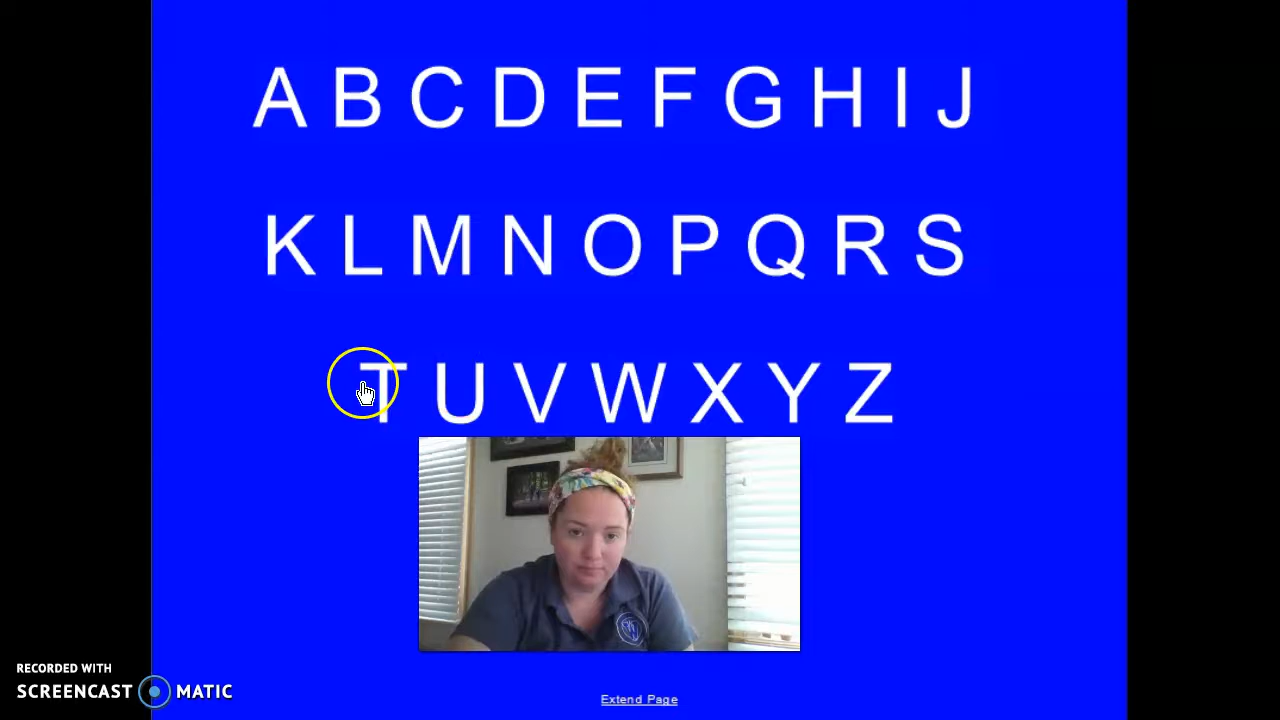 A B C D E F G H I J
K L M N O P Q R S
T U V W X Y Z
RECORDED WITH
SCREENCAST MATIC
Extend Page